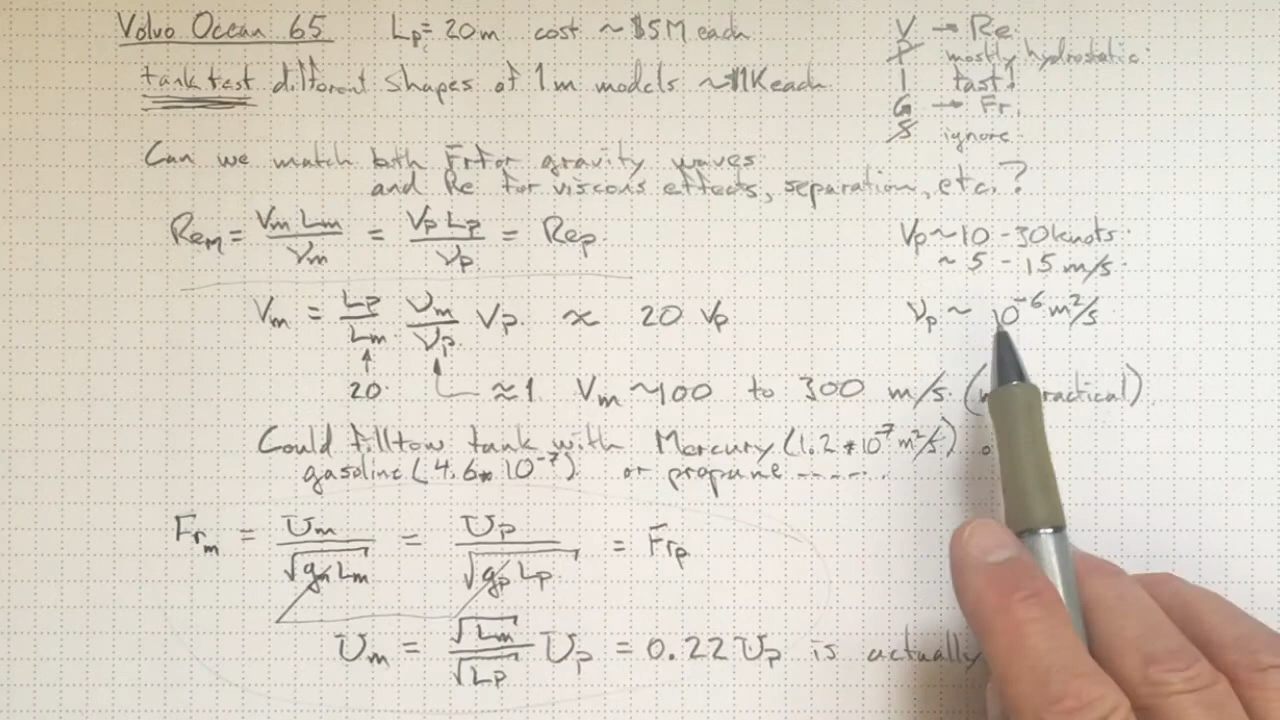 Volvo Ocean 65 Lp = 20m cost ~$5M each
tank test different shapes of 1m models ~$1K each
V → Re
P mostly hydrostatic
I fast!
G → Fr.
S ignore
Can we match both Fr for gravity waves
and Re for viscous effects, separation, etc.?
Rem = Vm Lm / νm = Vp Lp / νp = Rep
Vp ~ 10 - 30 knots
~ 5 - 15 m/s
Vm = Lp / Lm νm / νp Vp ≈ 20 Vp
νp ~ 10⁻⁶ m²/s
20 ≈ 1 Vm ~100 to 300 m/s. (
Could fill tow tank with Mercury (1.2 * 10⁻⁷ m²/s)
gasoline (4.6 * 10⁻⁷) or propane -----..
Frm = Um / √gm Lm = Up / √gp Lp = Frp
Um = √Lm / √Lp Up = 0.22 Up is actually